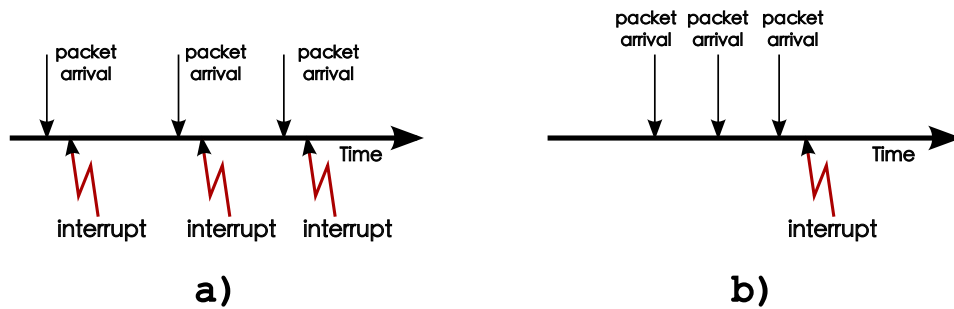 packet
arrival
packet
arrival
packet
arrival
Time
interrupt
interrupt
interrupt
a)
packet
arrival
packet
arrival
packet
arrival
Time
interrupt
b)